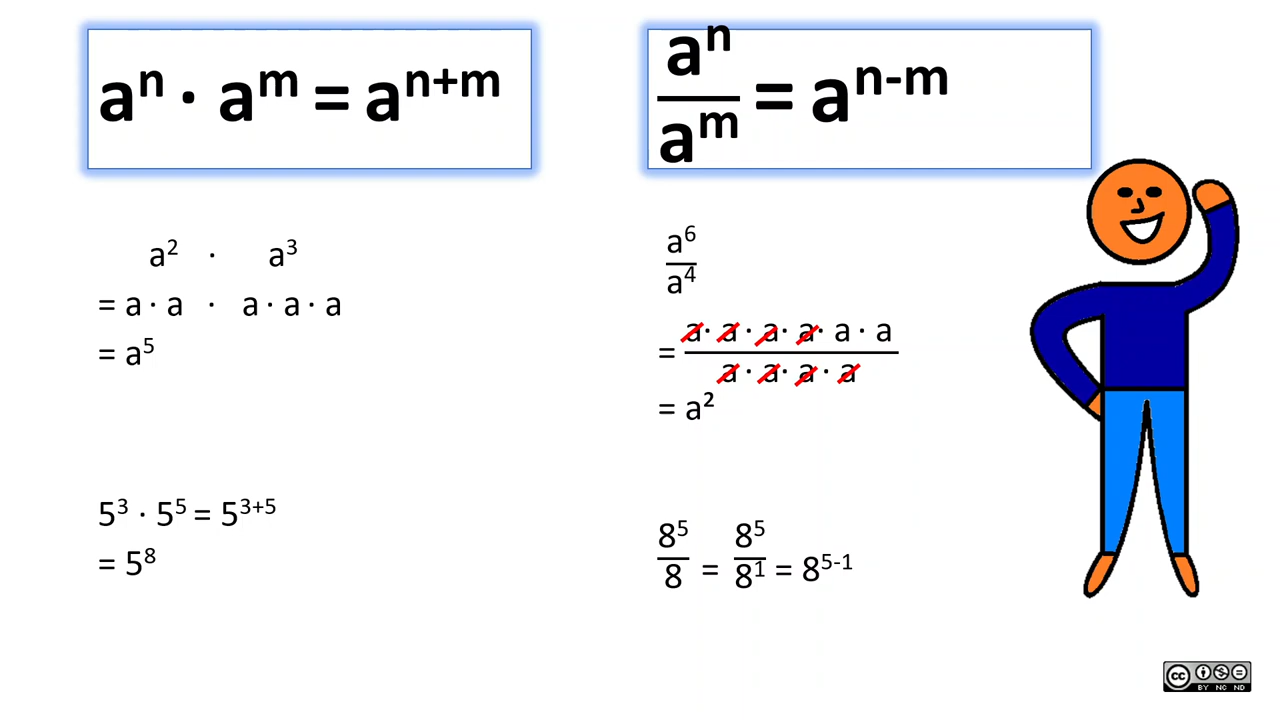 aⁿ · aᵐ = aⁿ⁺ᵐ
aⁿ/aᵐ = aⁿ⁻ᵐ
a² · a³
= a · a · a · a · a
= a⁵
5³ · 5⁵ = 5³⁺⁵
= 5⁸
a⁶/a⁴
= a · a · a · a · a · a / a · a · a · a
= a²
8⁵/8 = 8⁵/8¹ = 8⁵⁻¹
cc BY NC ND